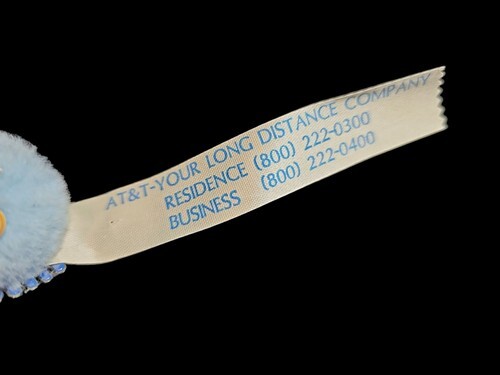 AT&T-YOUR LONG DISTANCE COMPANY
RESIDENCE (800) 222-0300
BUSINESS (800) 222-0400